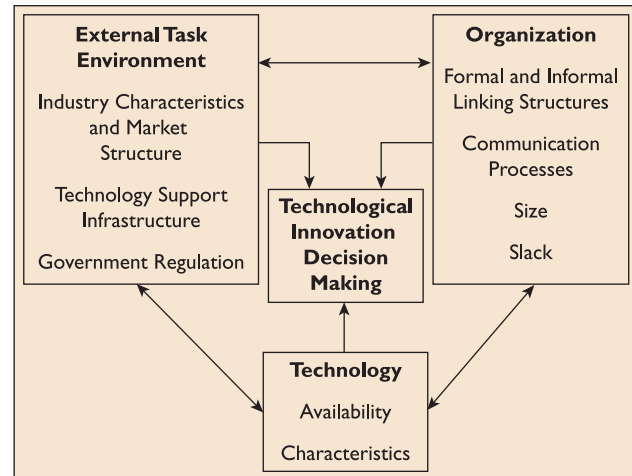 External Task
Environment
Industry Characteristics
and Market
Structure
Technology Support
Infrastructure
Government Regulation
Organization
Formal and Informal
Linking Structures
Communication
Processes
Size
Slack
Technological
Innovation
Decision
Making
Technology
Availability
Characteristics